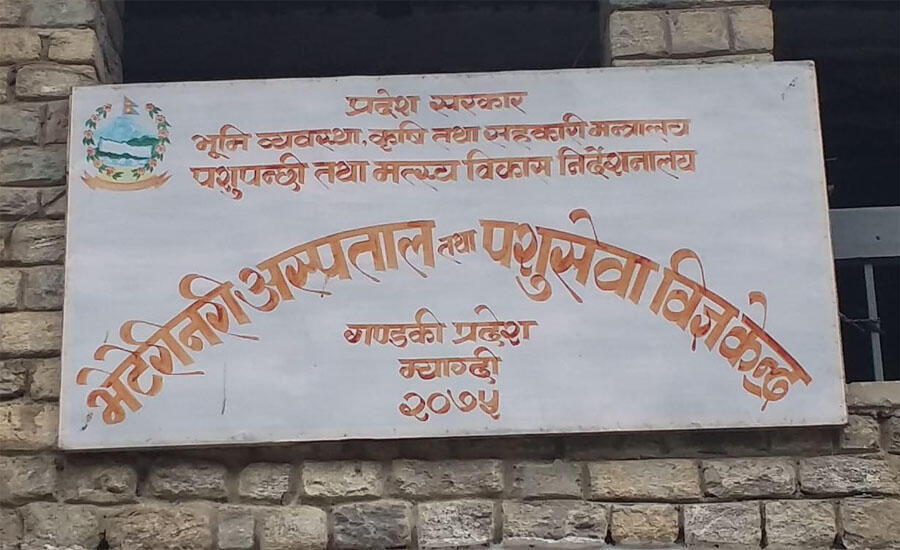 प्रदेश सरकार
भूमि व्यवस्था, कृषि तथा सहकारी मन्त्रालय
पशुपन्छी तथा मत्स्य विकास निर्देशनालय
भेटेरीनरी अस्पताल तथा पशुसेवा विज्ञ केन्द्र
गण्डकी प्रदेश
म्याग्दी
२०७५